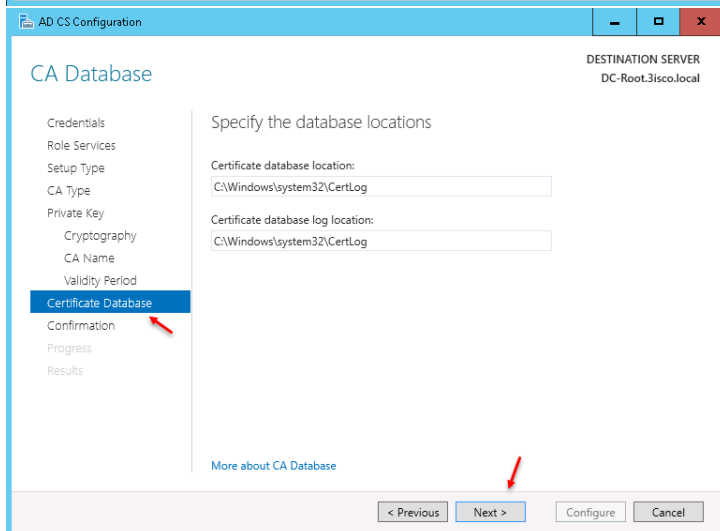 AD CS Configuration
CA Database
DESTINATION SERVER
DC-Root.3isco.local
Credentials
Role Services
Setup Type
CA Type
Private Key
Cryptography
CA Name
Validity Period
Certificate Database
Confirmation
Progress
Results
Specify the database locations
Certificate database location:
C:\Windows\system32\CertLog
Certificate database log location:
C:\Windows\system32\CertLog
More about CA Database
< Previous
Next >
Configure
Cancel